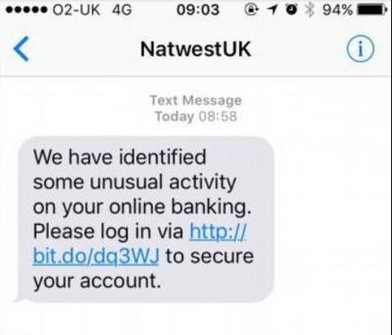 O2-UK 4G 09:03 94%
NatwestUK
Text Message
Today 08:58
We have identified
some unusual activity
on your online banking.
Please log in via http://
bit.do/dq3WJ to secure
your account.